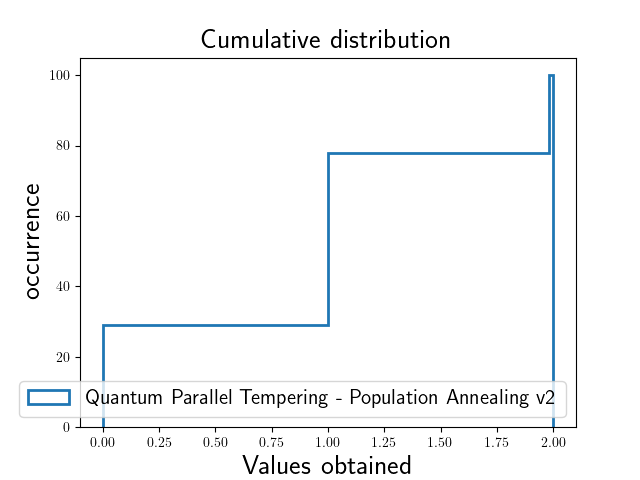 Cumulative distribution
occurrence
100
80
60
40
20
0
Quantum Parallel Tempering - Population Annealing v2
0.00 0.25 0.50 0.75 1.00 1.25 1.50 1.75 2.00
Values obtained